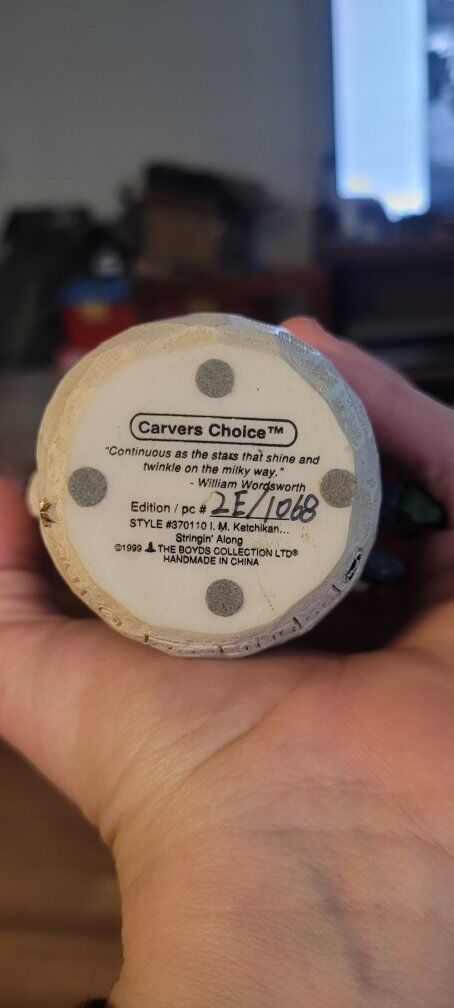 Carvers Choice™
"Continuous as the stars that shine and
twinkle on the milky way."
- William Wordsworth
Edition / pc # 2E/1068
STYLE #370110 I. M. Ketchikan...
Stringin' Along
©1999 THE BOYDS COLLECTION LTD®
HANDMADE IN CHINA